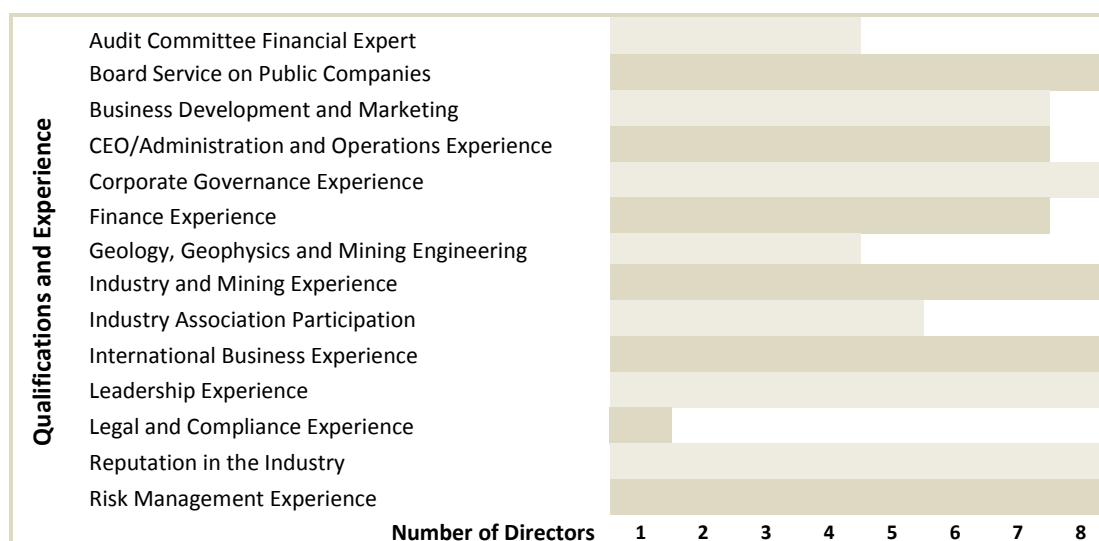 Qualifications and Experience
Audit Committee Financial Expert
Board Service on Public Companies
Business Development and Marketing
CEO/Administration and Operations Experience
Corporate Governance Experience
Finance Experience
Geology, Geophysics and Mining Engineering
Industry and Mining Experience
Industry Association Participation
International Business Experience
Leadership Experience
Legal and Compliance Experience
Reputation in the Industry
Risk Management Experience
Number of Directors 1 2 3 4 5 6 7 8